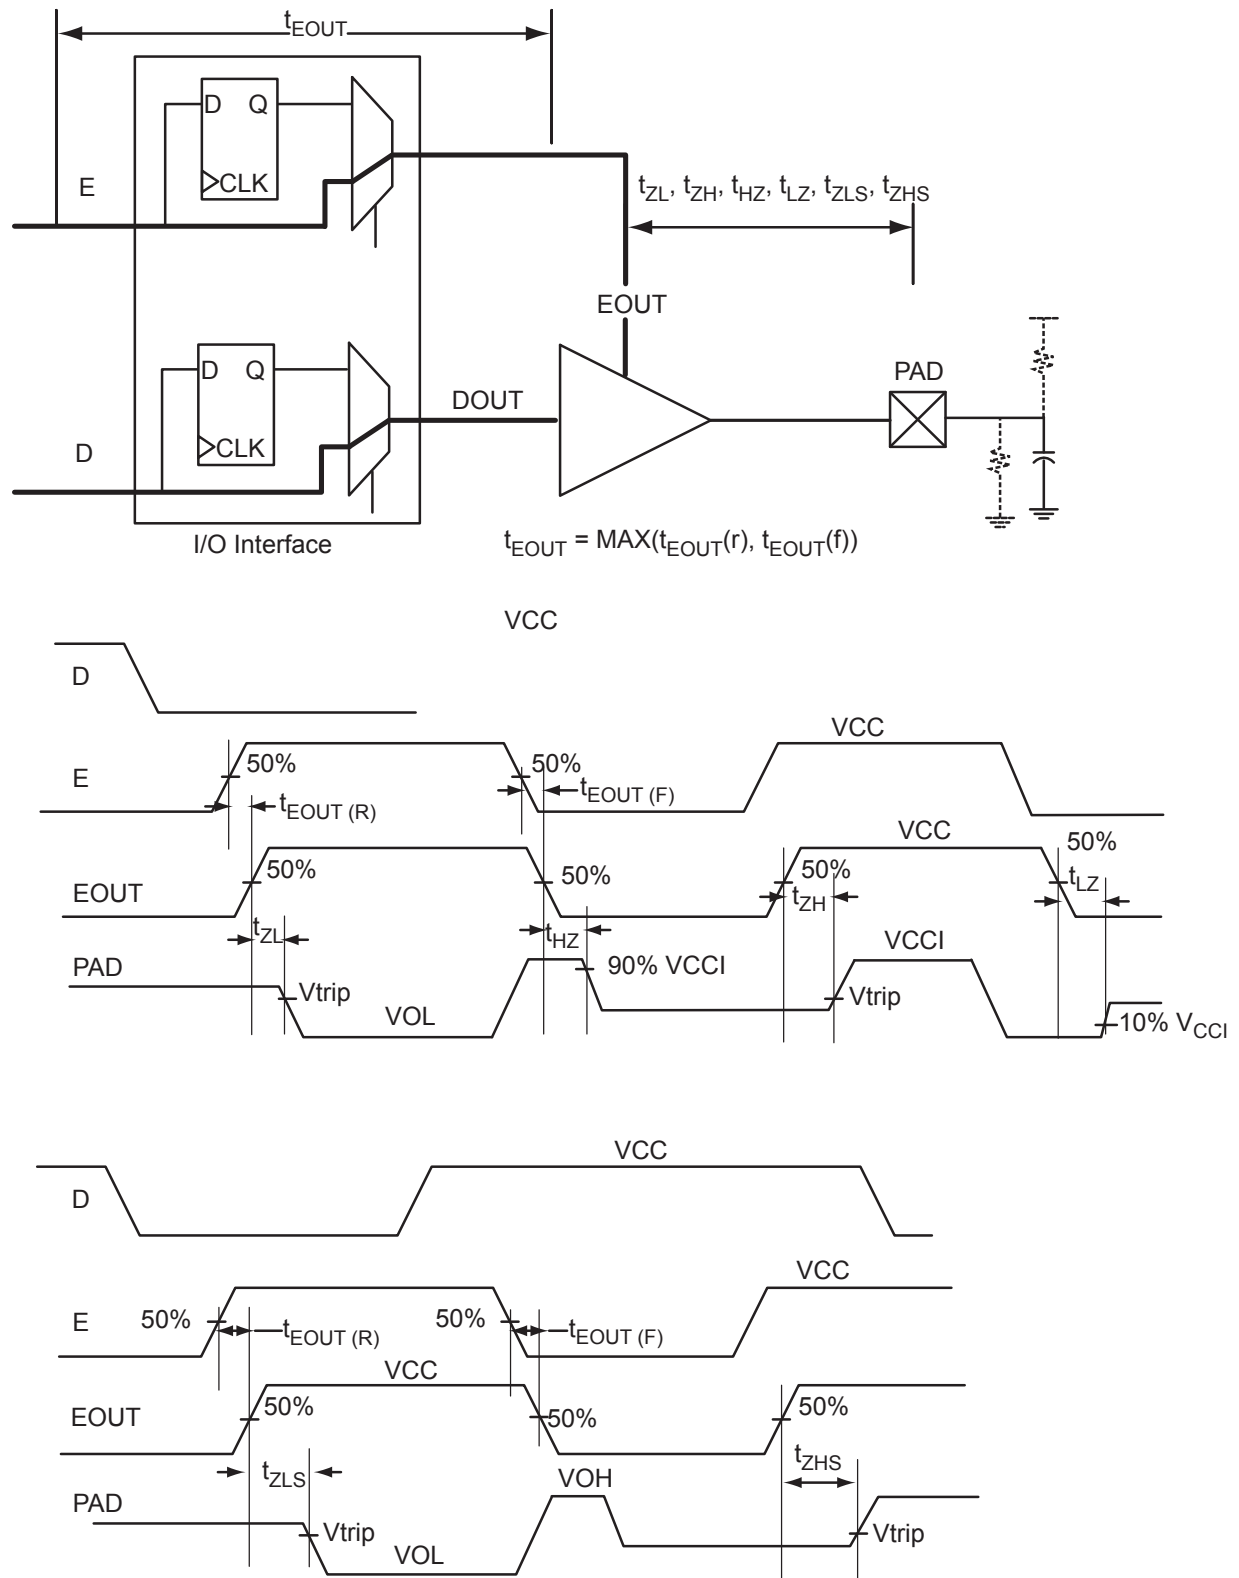 tEOUT
D Q
CLK
E
tZL, tZH, tHZ, tLZ, tZLS, tZHS
EOUT
D Q
CLK
DOUT
PAD
D
I/O Interface
tEOUT = MAX(tEOUT(r), tEOUT(f))
VCC
D
VCC
E
50%
50%
tEOUT (R)
tEOUT (F)
VCC
50%
EOUT
50%
50%
50%
tZL
tHZ
tZH
tLZ
PAD
90% VCCI
VCCI
Vtrip
VOL
Vtrip
10% VCCI
VCC
D
VCC
E
50%
tEOUT (R)
50%
tEOUT (F)
VCC
EOUT
50%
50%
50%
tZLS
tZHS
VOH
PAD
Vtrip
VOL
Vtrip